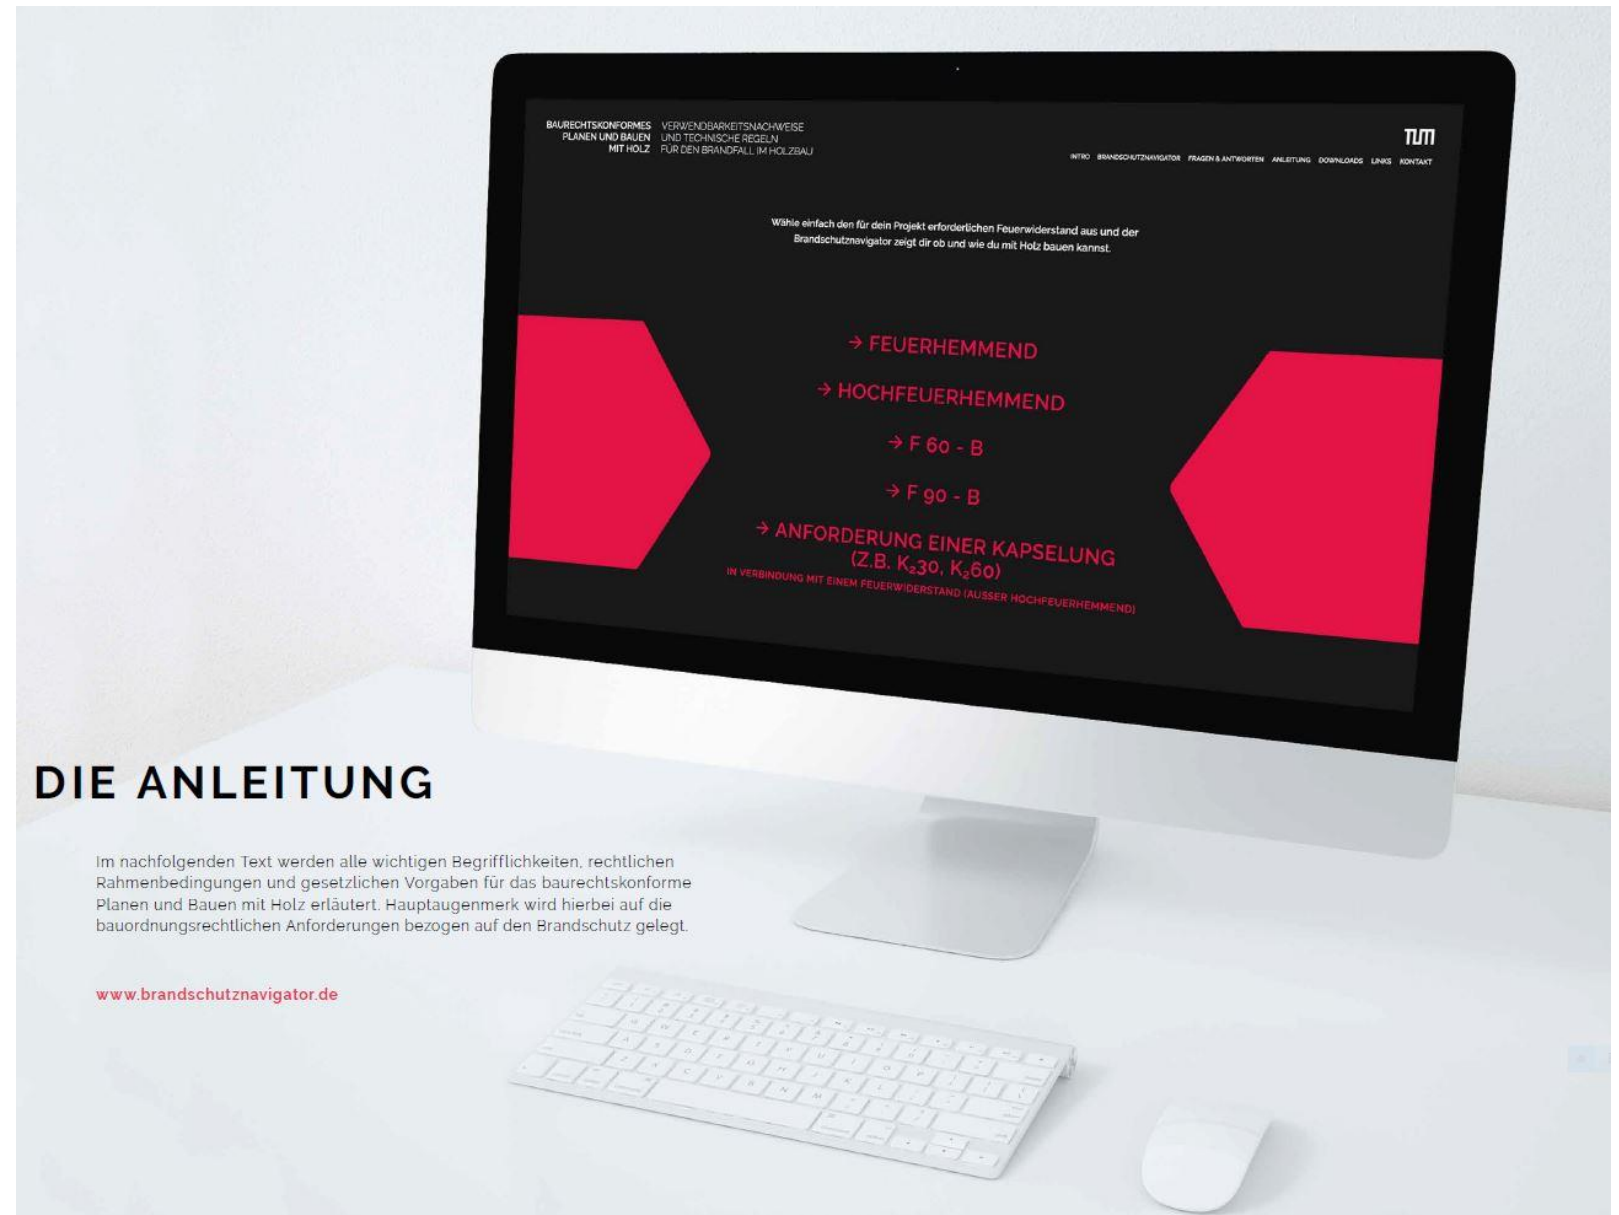 BAURECHTSKONFORMES
PLANEN UND BAUEN
MIT HOLZ
VERWENDBARKEITSNACHWEISE
UND TECHNISCHE REGELN
FÜR DEN BRANDFALL IM HOLZBAU
TUM
INTRO BRANDSCHUTZNAVIGATOR FRAGEN & ANTWORTEN ANLEITUNG DOWNLOADS LINKS KONTAKT
Wähle einfach den für dein Projekt erforderlichen Feuerwiderstand aus und der
Brandschutznavigator zeigt dir ob und wie du mit Holz bauen kannst.
→ FEUERHEMMEND
→ HOCHFEUERHEMMEND
→ F 60 - B
→ F 90 - B
→ ANFORDERUNG EINER KAPSELUNG
(Z.B. K₂30, K₂60)
IN VERBINDUNG MIT EINEM FEUERWIDERSTAND (AUSSER HOCHFEUERHEMMEND)
DIE ANLEITUNG
Im nachfolgenden Text werden alle wichtigen Begrifflichkeiten, rechtlichen
Rahmenbedingungen und gesetzlichen Vorgaben für das baurechtskonforme
Planen und Bauen mit Holz erläutert. Hauptaugenmerk wird hierbei auf die
bauordnungsrechtlichen Anforderungen bezogen auf den Brandschutz gelegt.
www.brandschutznavigator.de